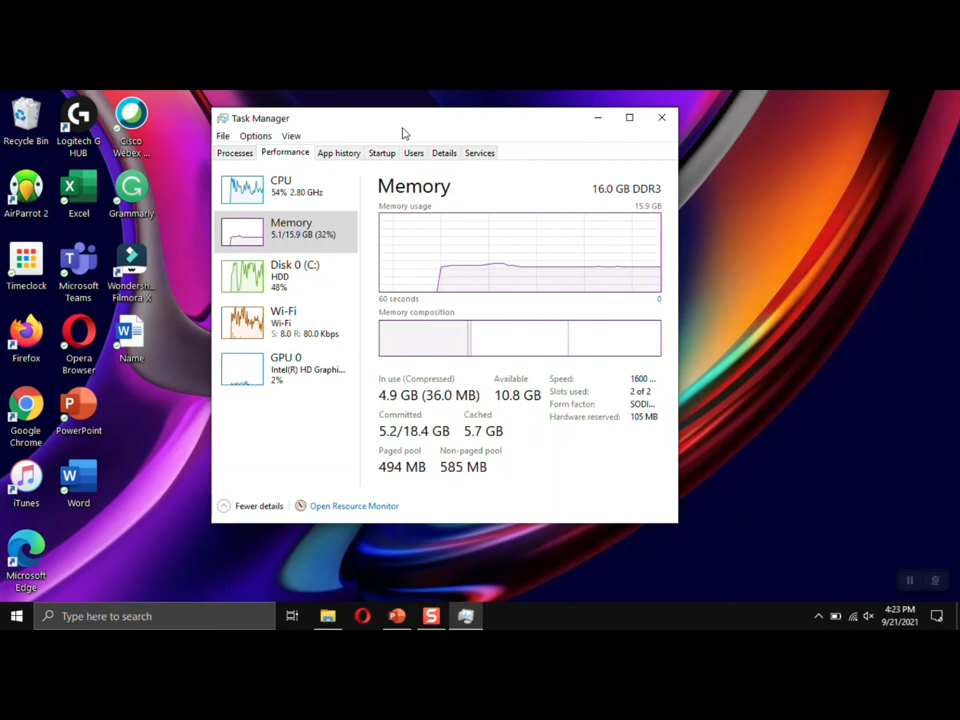 Recycle Bin
Logitech G
HUB
Cisco
Webex ...
AirParrot 2
Excel
Grammarly
Timeclock
Microsoft
Teams
Wondersh...
Filmora X
Firefox
Opera
Browser
Name
Google
Chrome
PowerPoint
iTunes
Word
Microsoft
Edge
Task Manager
File Options View
Processes Performance App history Startup Users Details Services
CPU
54% 2.80 GHz
Memory
5.1/15.9 GB (32%)
Disk 0 (C:)
HDD
48%
Wi-Fi
Wi-Fi
S: 8.0 R: 80.0 Kbps
GPU 0
Intel(R) HD Graphi...
2%
Memory 16.0 GB DDR3
Memory usage 15.9 GB
60 seconds 0
Memory composition
In use (Compressed) Available
4.9 GB (36.0 MB) 10.8 GB
Committed Cached
5.2/18.4 GB 5.7 GB
Paged pool Non-paged pool
494 MB 585 MB
Speed: 1600 ...
Slots used: 2 of 2
Form factor: SODI...
Hardware reserved: 105 MB
Fewer details Open Resource Monitor
Type here to search
4:23 PM
9/21/2021